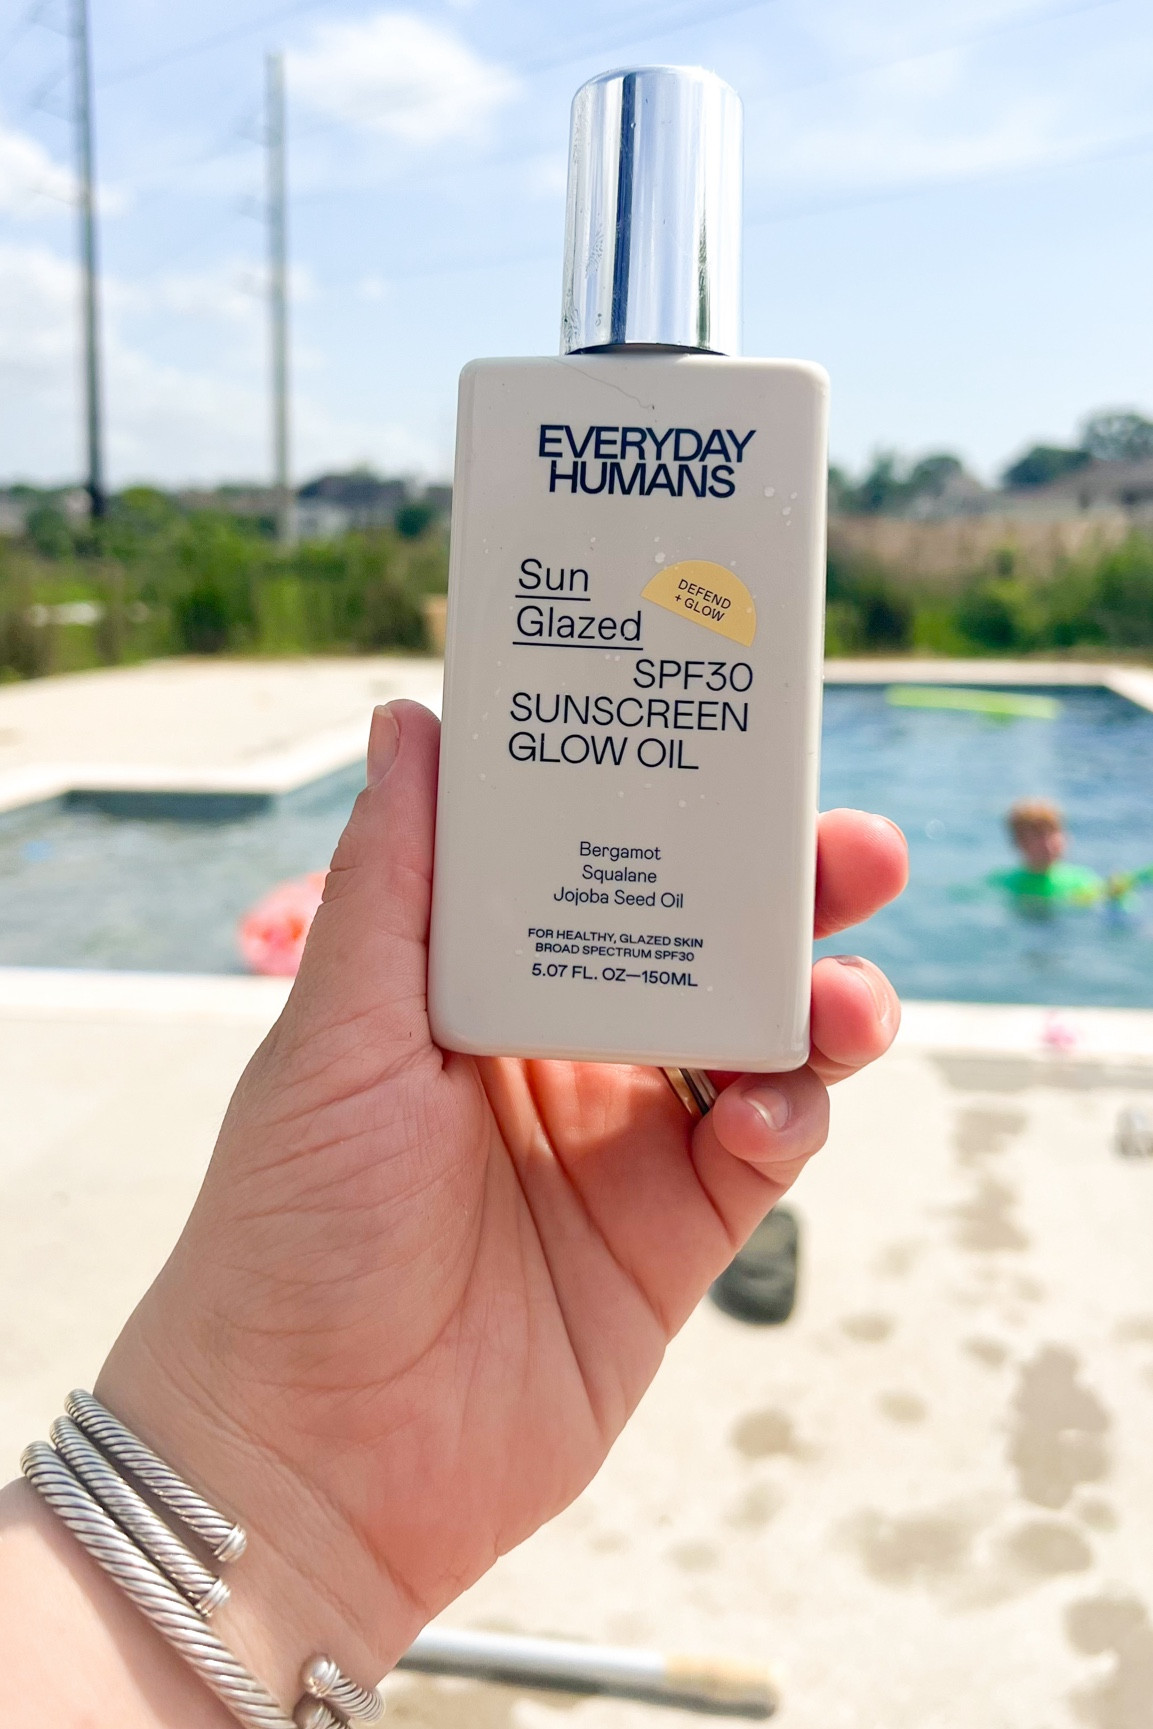 EVERYDAY
HUMANS
Sun
Glazed
DEFEND
+ GLOW
SPF30
SUNSCREEN
GLOW OIL
Bergamot
Squalane
Jojoba Seed Oil
FOR HEALTHY, GLAZED SKIN
BROAD SPECTRUM SPF30
5.07 FL. OZ—150ML